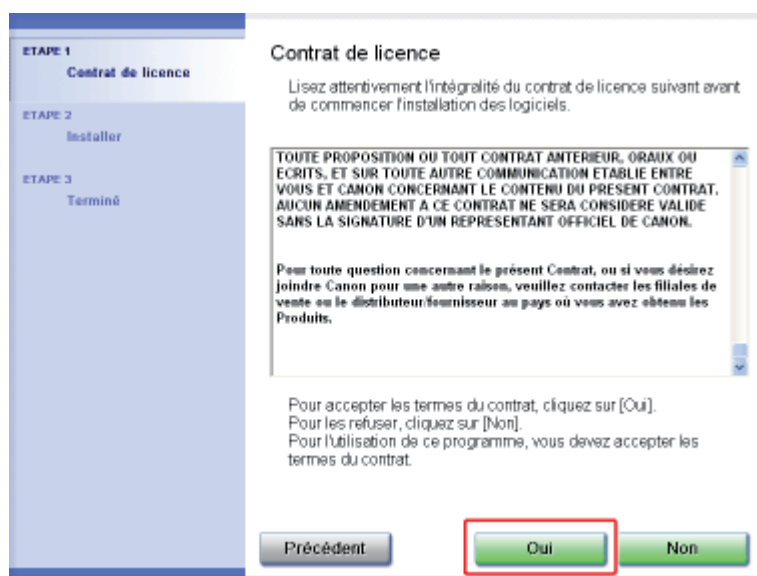 ETAPE 1
Contrat de licence
ETAPE 2
Installer
ETAPE 3
Terminé
Contrat de licence
Lisez attentivement l'intégralité du contrat de licence suivant avant
de commencer l'installation des logiciels.
TOUTE PROPOSITION OU TOUT CONTRAT ANTERIEUR, ORAUX OU
ECRITS, ET SUR TOUTE AUTRE COMMUNICATION ETABLIE ENTRE
VOUS ET CANON CONCERNANT LE CONTENU DU PRESENT CONTRAT.
AUCUN AMENDEMENT A CE CONTRAT NE SERA CONSIDERE VALIDE
SANS LA SIGNATURE D'UN REPRESENTANT OFFICIEL DE CANON.
Pour toute question concernant le présent Contrat, ou si vous désirez
joindre Canon pour une autre raison, veuillez contacter les filiales de
vente ou le distributeur/fournisseur au pays où vous avez obtenu les
Produits.
Pour accepter les termes du contrat, cliquez sur [Oui].
Pour les refuser, cliquez sur [Non].
Pour l'utilisation de ce programme, vous devez accepter les
termes du contrat.
Précédent
Oui
Non